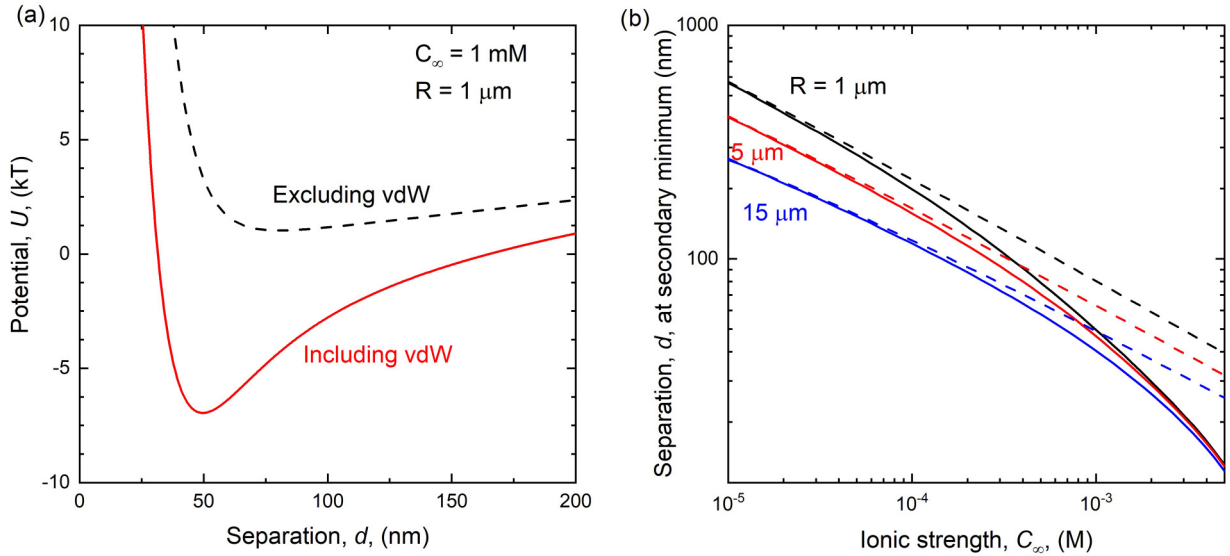 (a)
10
5
0
-5
-10
Potential, U, (kT)
C∞ = 1 mM
R = 1 μm
Excluding vdW
Including vdW
0
50
100
150
200
Separation, d, (nm)
(b)
1000
100
Separation, d, at secondary minimum (nm)
R = 1 μm
5 μm
15 μm
10⁻⁵
10⁻⁴
10⁻³
Ionic strength, C∞, (M)